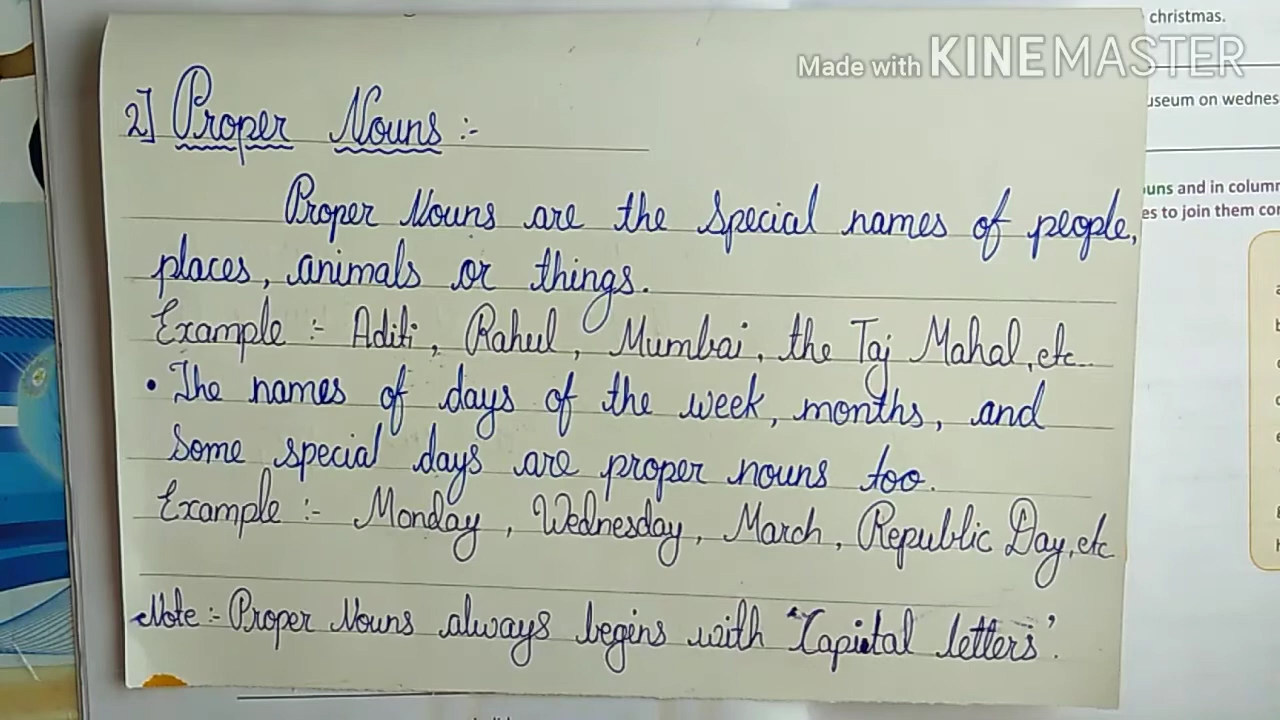 christmas.
Made with KINEMASTER
useum on wednes
2] Proper Nouns :-
uns and in column
es to join them co
Proper Nouns are the special names of people,
places, animals or things.
Example :- Aditi, Rahul, Mumbai, the Taj Mahal, etc..
• The names of days of the week, months, and
some special days are proper nouns too.
Example :- Monday, Wednesday, March, Republic Day, etc
Note :- Proper Nouns always begins with "Capital letters".